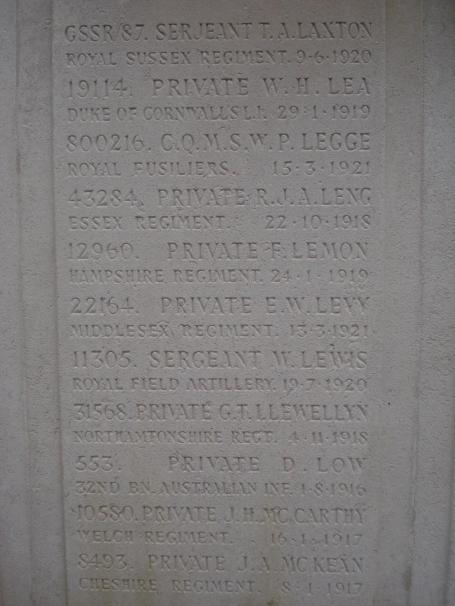 GSSR/87. SERJEANT T. A. LAXTON
ROYAL SUSSEX REGIMENT. 9·6·1920
19114. PRIVATE W. H. LEA
DUKE OF CORNWALL'S L.I. 29·1·1919
800216. C.Q.M.S. W. P. LEGGE
ROYAL FUSILIERS. 15·3·1921
43284. PRIVATE R. J. A. LENG
ESSEX REGIMENT. 22·10·1918
12960. PRIVATE F. LEMON
HAMPSHIRE REGIMENT. 24·1·1919
22164. PRIVATE E. W. LEVY
MIDDLESEX REGIMENT. 13·3·1921
11305. SERGEANT W. LEWIS
ROYAL FIELD ARTILLERY. 19·7·1920
31568. PRIVATE G. T. LLEWELLYN
NORTHAMTONSHIRE REGT. 4·11·1918
553. PRIVATE D. LOW
32ND BN. AUSTRALIAN INF. 1·8·1916
10580. PRIVATE J. H. MC.CARTHY
WELCH REGIMENT. 16·1·1917
8493. PRIVATE J. A. MCKEAN
CHESHIRE REGIMENT. 8·1·1917